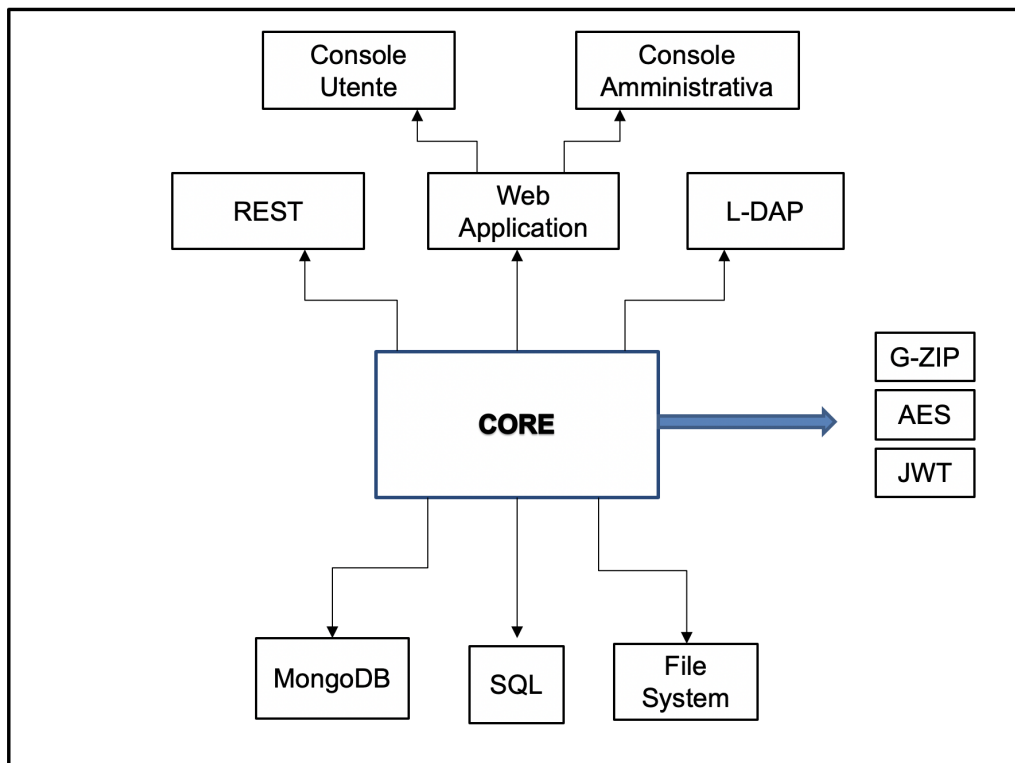 Console
Utente
Console
Amministrativa
REST
Web
Application
L-DAP
G-ZIP
CORE
AES
JWT
MongoDB
SQL
File
System